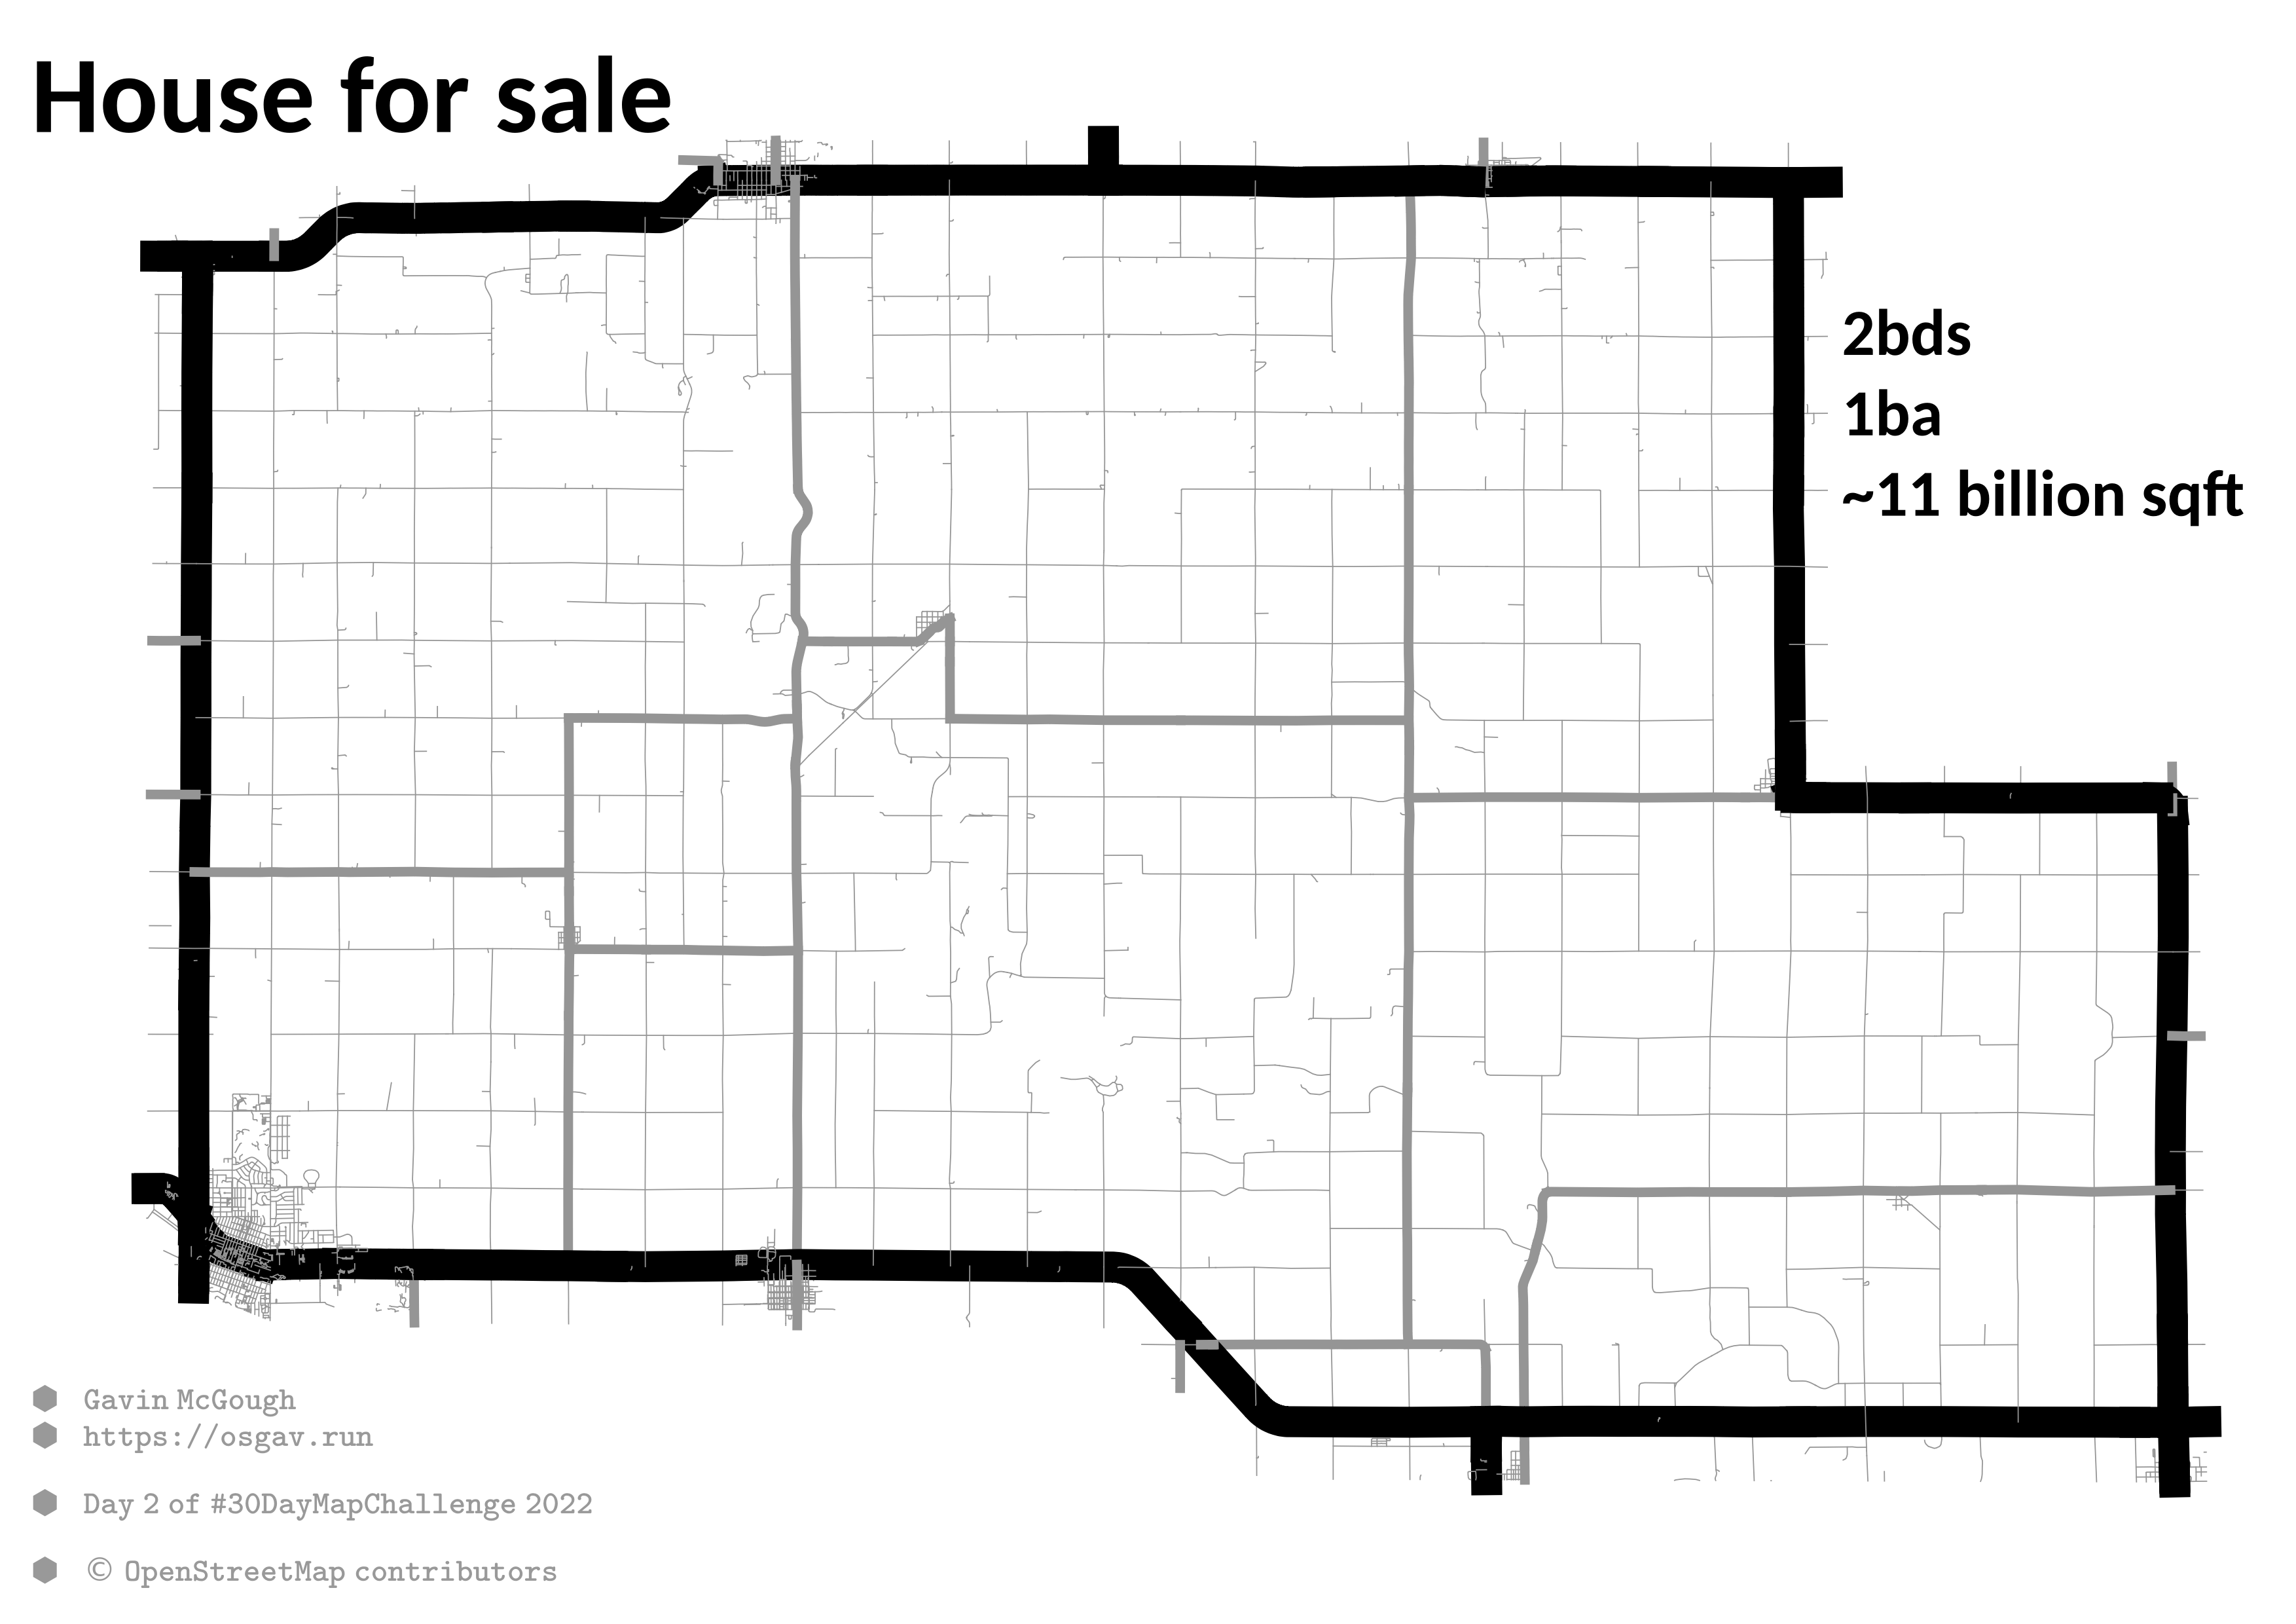 House for sale
2bds
1ba
~11 billion sqft
Gavin McGough
https://osgav.run
Day 2 of #30DayMapChallenge 2022
© OpenStreetMap contributors